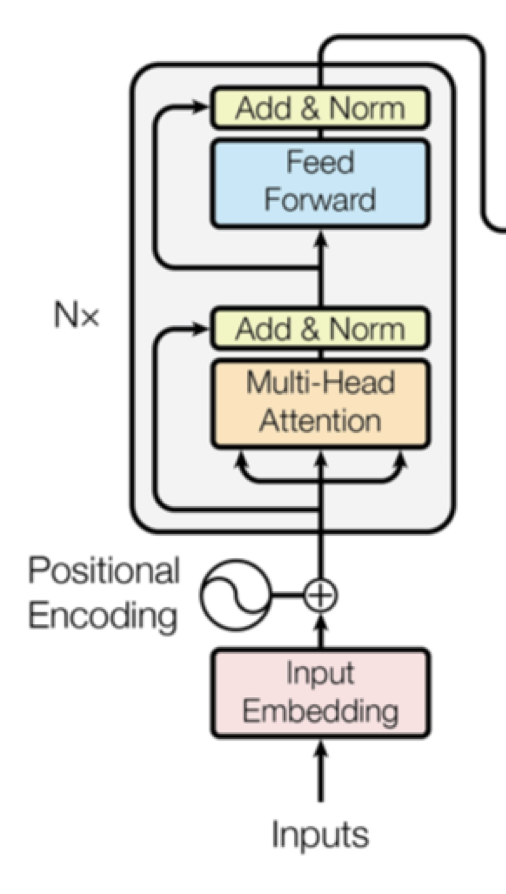 Add & Norm
Feed
Forward
N×
Add & Norm
Multi-Head
Attention
Positional
Encoding
Input
Embedding
Inputs